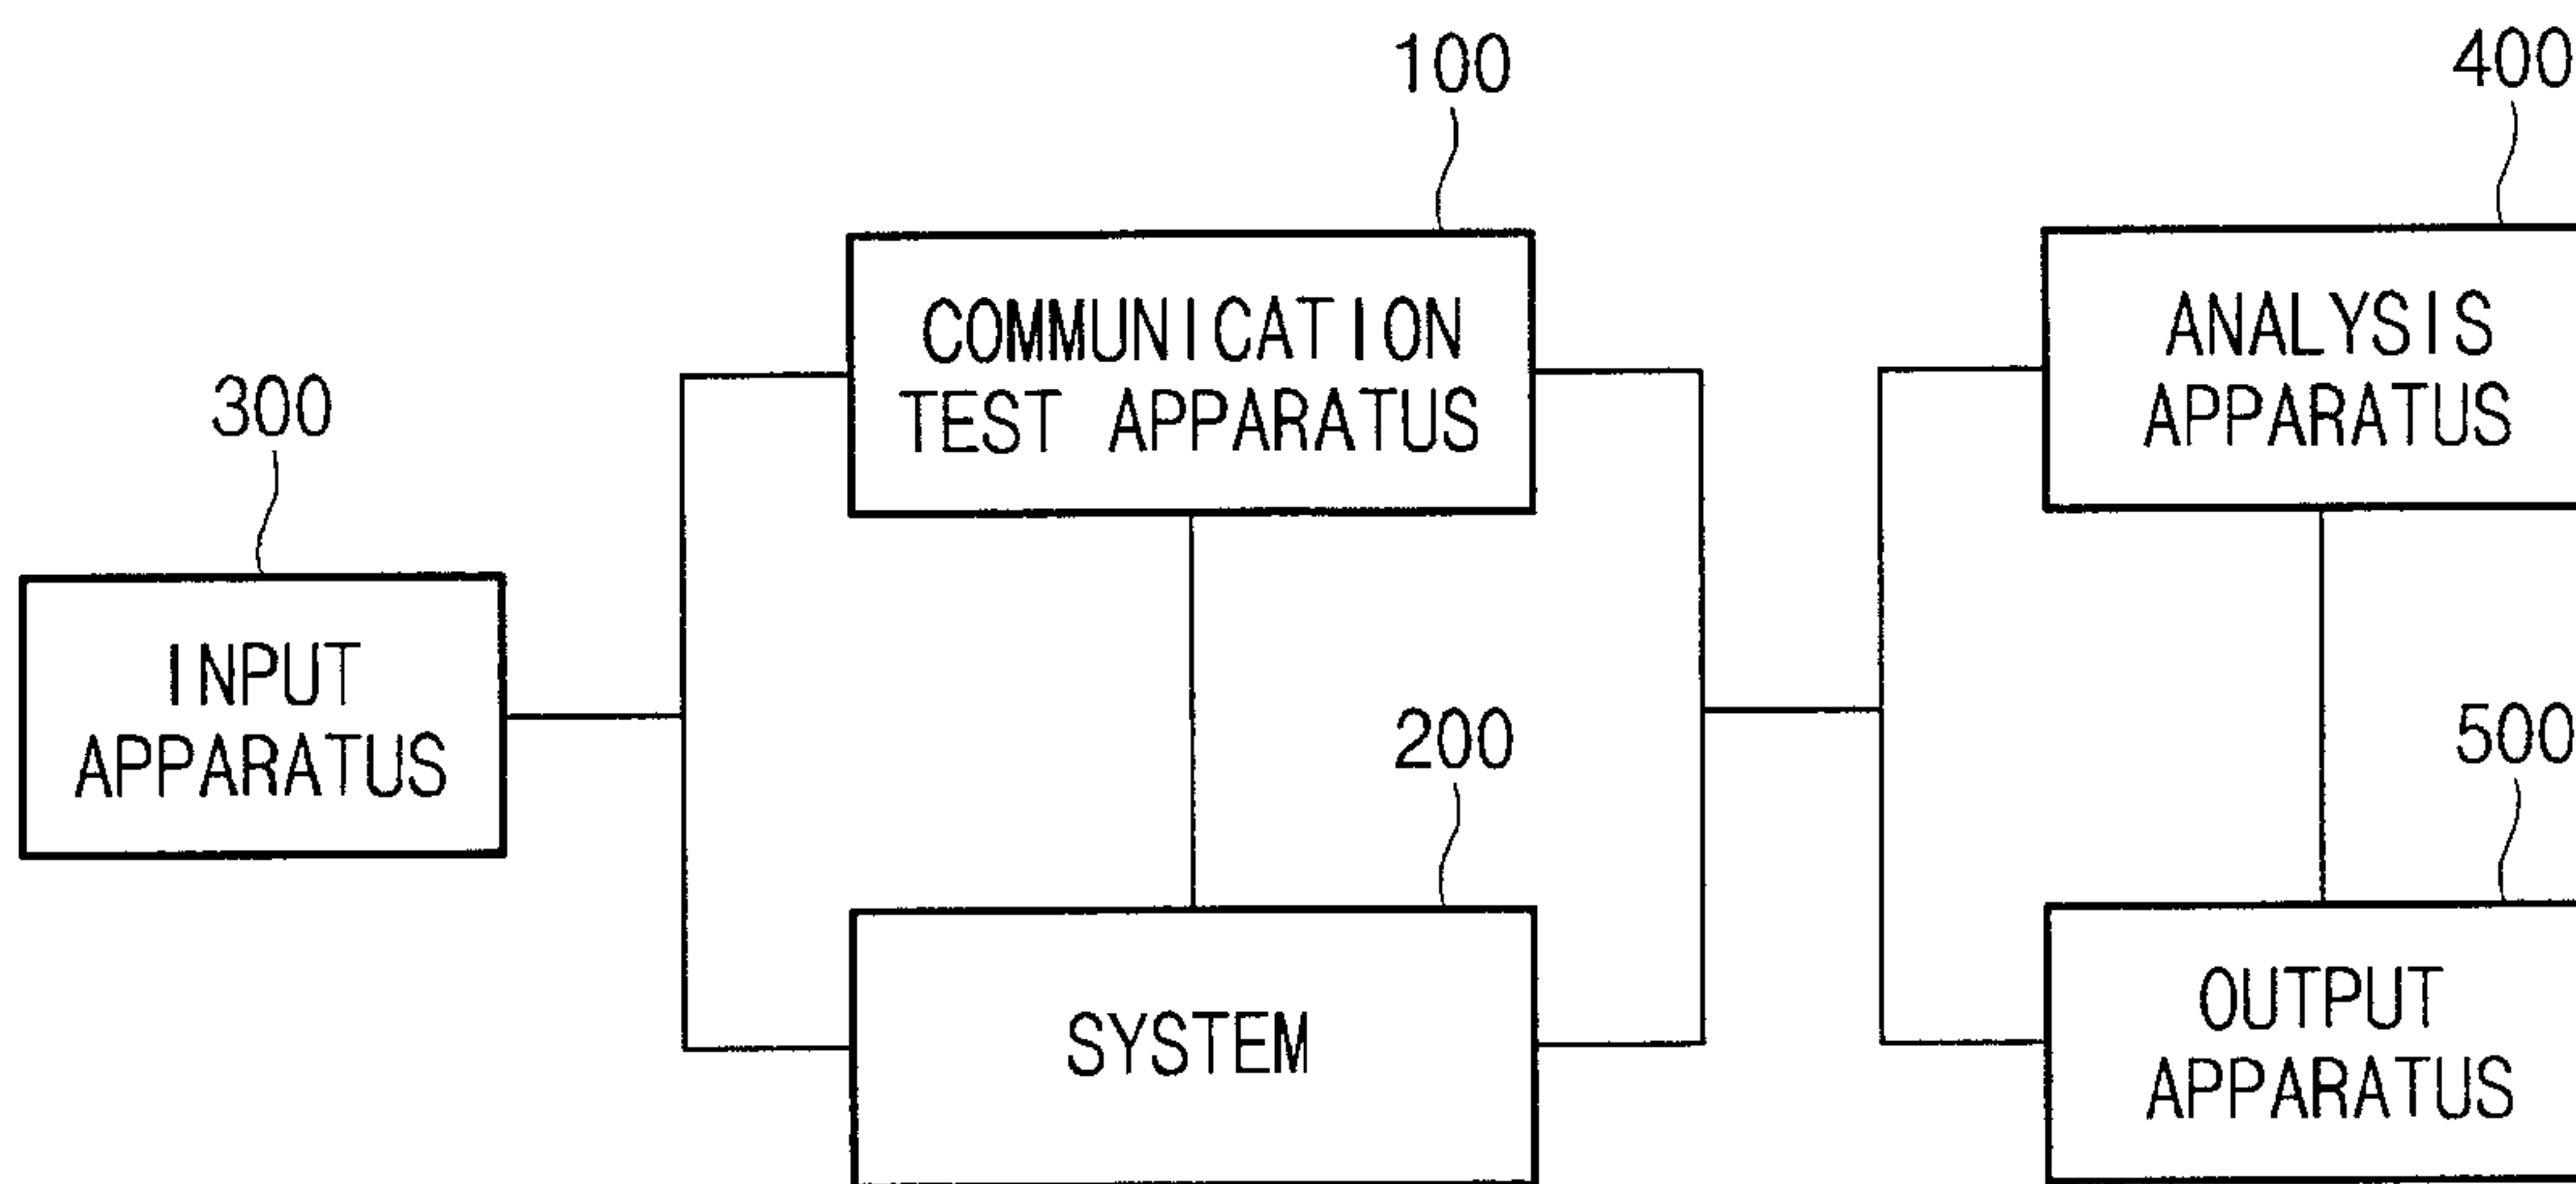 100
COMMUNICATION
TEST APPARATUS
400
ANALYSIS
APPARATUS
300
INPUT
APPARATUS
200
SYSTEM
500
OUTPUT
APPARATUS